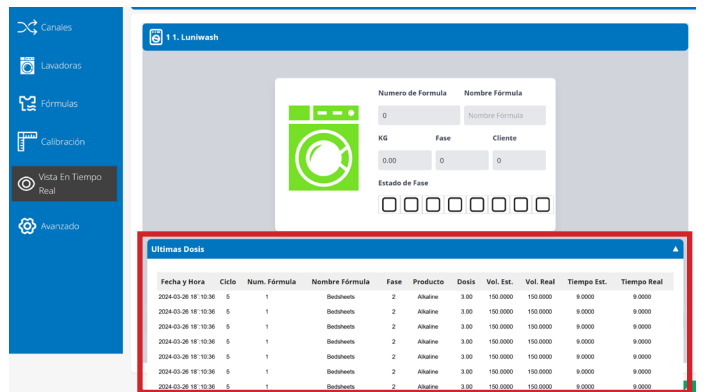 Canales
Lavadoras
Fórmulas
Calibración
Vista En Tiempo
Real
Avanzado
1 1. Luniwash
Numero de Formula Nombre Fórmula
0 Nombre Formula
KG Fase Cliente
0.00 0 0
Estado de Fase
Ultimas Dosis
Fecha y Hora Ciclo Num. Fórmula Nombre Fórmula Fase Producto Dosis Vol. Est. Vol. Real Tiempo Est. Tiempo Real
2024-03-26 18':10:36 5 1 Bedsheets 2 Alkaline 3.00 150.0000 150.0000 9.0000 9.0000
2024-03-26 18':10:36 5 1 Bedsheets 2 Alkaline 3.00 150.0000 150.0000 9.0000 9.0000
2024-03-26 18':10:36 5 1 Bedsheets 2 Alkaline 3.00 150.0000 150.0000 9.0000 9.0000
2024-03-26 18':10:36 5 1 Bedsheets 2 Alkaline 3.00 150.0000 150.0000 9.0000 9.0000
2024-03-26 18':10:36 5 1 Bedsheets 2 Alkaline 3.00 150.0000 150.0000 9.0000 9.0000
2024-03-26 18':10:36 5 1 Bedsheets 2 Alkaline 3.00 150.0000 150.0000 9.0000 9.0000
2024-03-26 18':10:36 5 1 Bedsheets 2 Alkaline 3.00 150.0000 150.0000 9.0000 9.0000